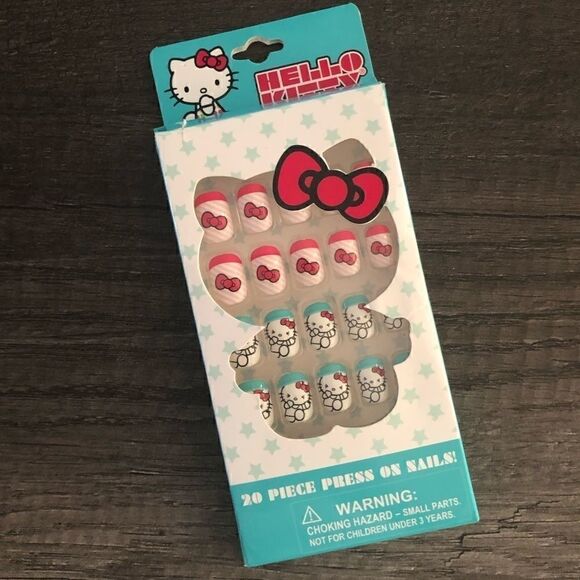 HELLO
KITTY
20 PIECE PRESS ON NAILS!
WARNING:
CHOKING HAZARD – SMALL PARTS.
NOT FOR CHILDREN UNDER 3 YEARS.